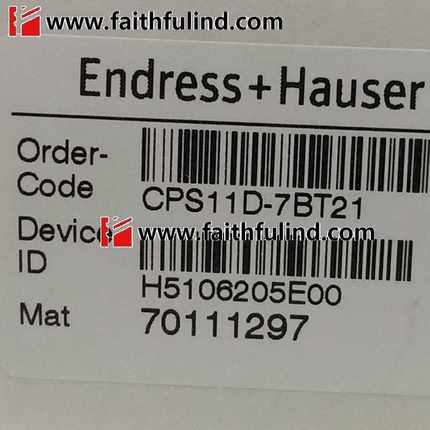 www.faithfulind.com
Endress+Hauser
Order-
Code
CPS11D-7BT21
Device
www.faithfulind.com
ID
H5106205E00
Mat 70111297